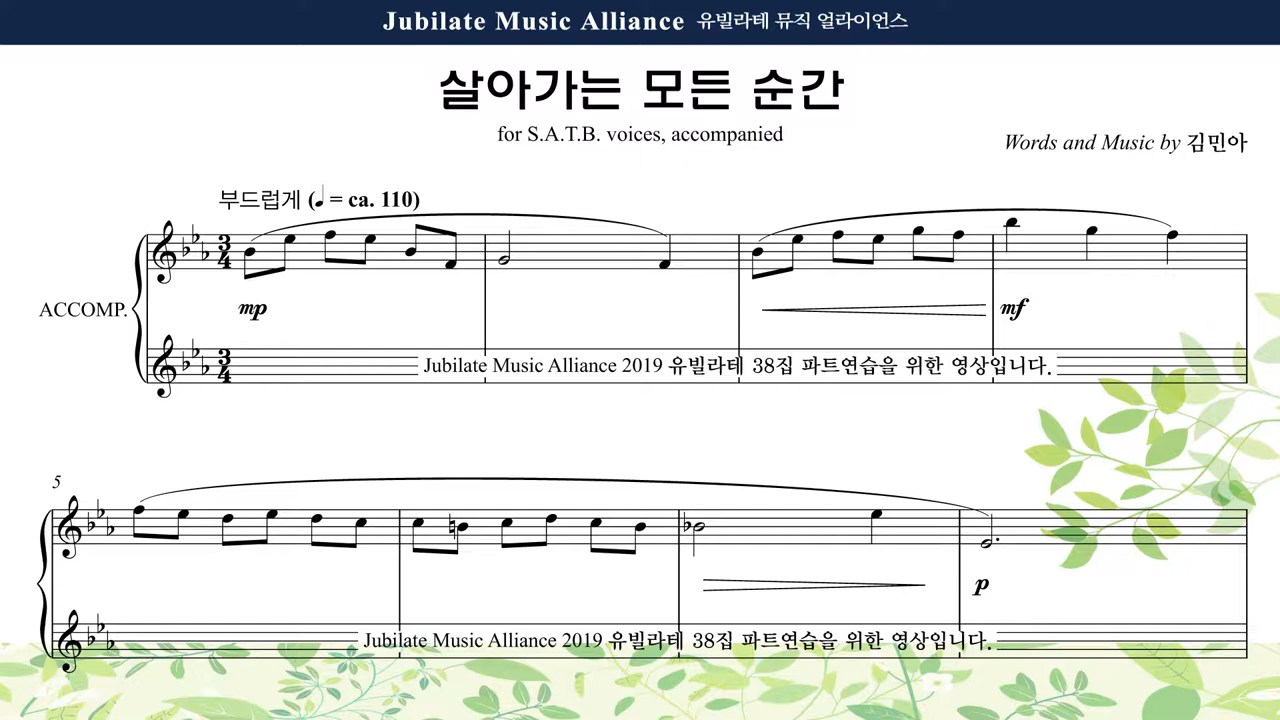 Jubilate Music Alliance 유빌라테 뮤직 얼라이언스
살아가는 모든 순간
for S.A.T.B. voices, accompanied
Words and Music by 김민아
부드럽게 (♩ = ca. 110)
3 4
ACCOMP.
mp
mf
3 4
Jubilate Music Alliance 2019 유빌라테 38집 파트연습을 위한 영상입니다.
5
p
Jubilate Music Alliance 2019 유빌라테 38집 파트연습을 위한 영상입니다.